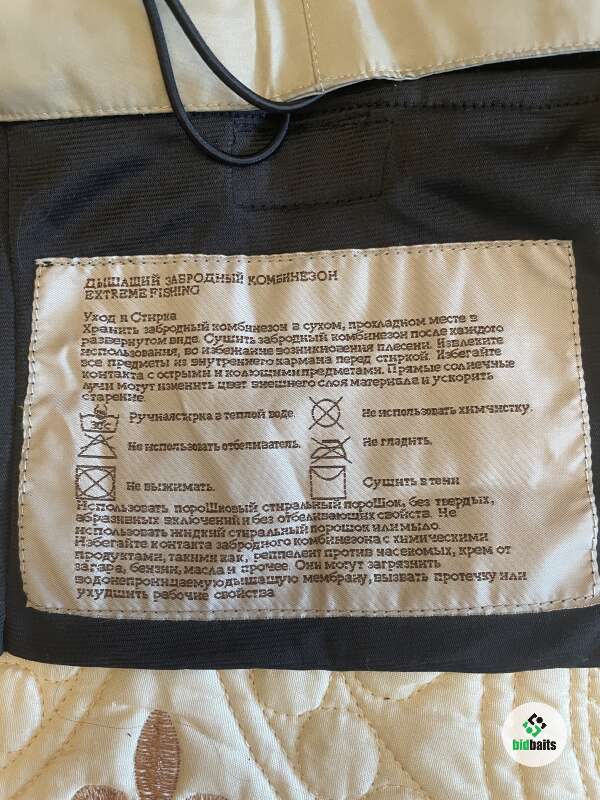 ДЫШАЩИЙ ЗАБРОДНЫЙ КОМБИНЕЗОН
EXTREME FISHING
Уход и Стирка
Хранить забродный комбинезон в сухом, прохладном месте в
развернутом виде. Сушить забродный комбинезон после каждого
использования, во избежание возникновения плесени. Извлеките
все предметы из внутреннего кармана перед стиркой. Избегайте
контакта с острыми и колющими предметами. Прямые солнечные
лучи могут изменить цвет внешнего слоя материала и ускорить
старение.
Ручная стирка в теплой воде.
Не использовать химчистку.
Не использовать отбеливатель.
Не гладить.
Не выжимать.
Сушить в тени
Использовать порошковый стиральный порошок, без твердых,
абразивных включений и без отбеливающих свойств. Не
использовать жидкий стиральный порошок или мыло.
Избегайте контакта забродного комбинезона с химическими
продуктами, такими как, реппелент против насекомых, крем от
загара, бензин, масла и прочее. Они могут загрязнить
водонепроницаемую дышащую мембрану, вызвать протечку или
ухудшить рабочие свойства
bidbaits